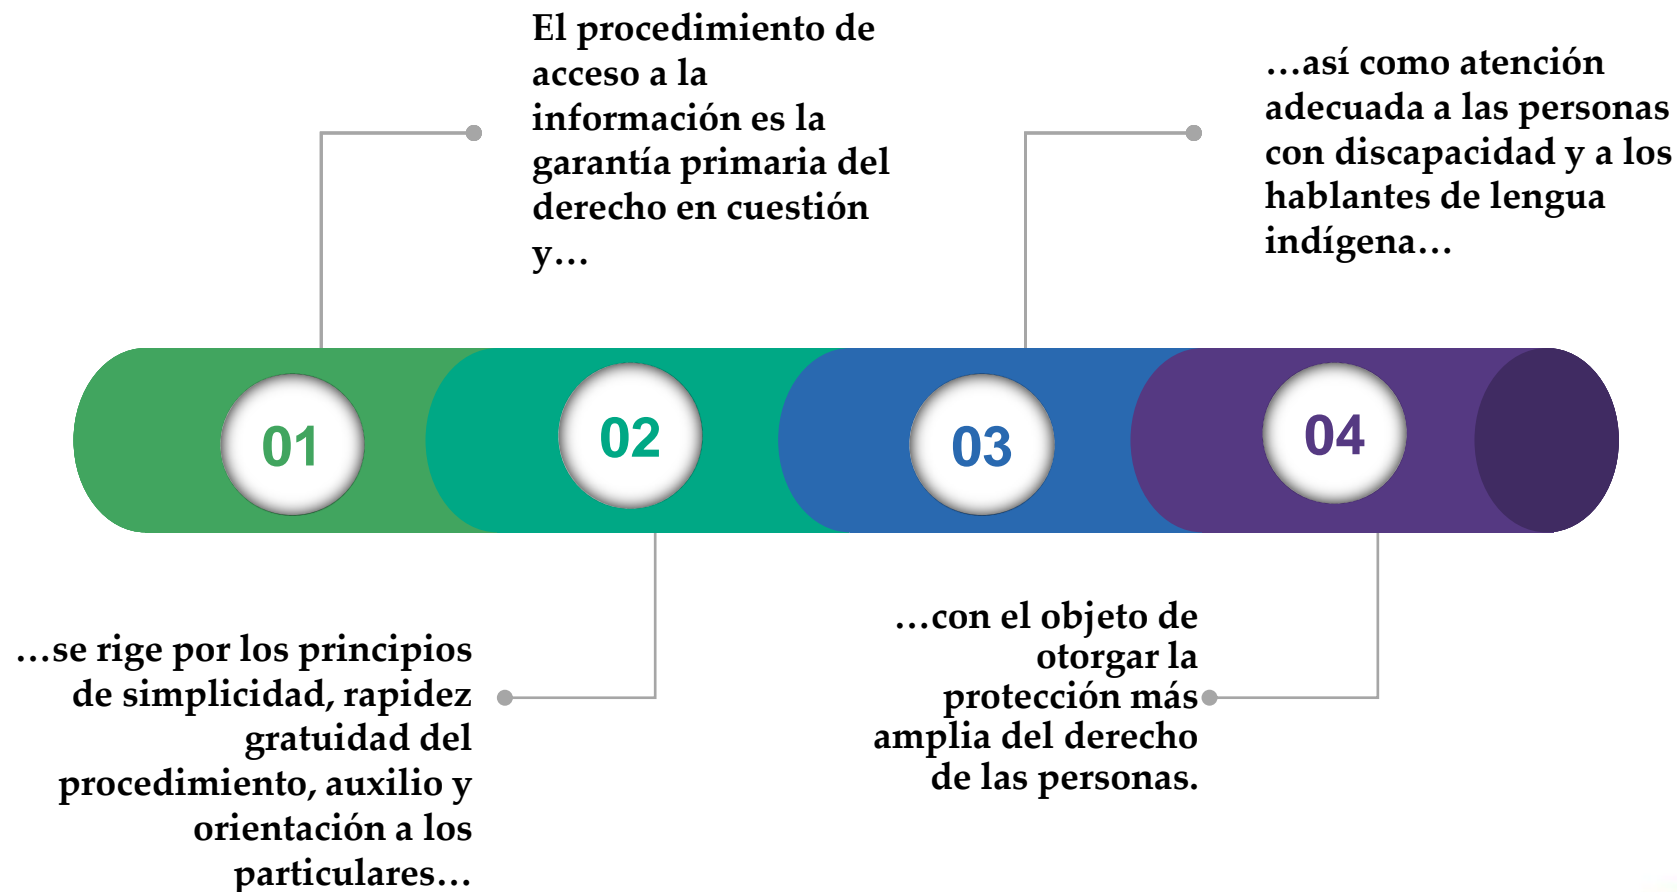 El procedimiento de
acceso a la
información es la
garantía primaria del
derecho en cuestión
y…
…así como atención
adecuada a las personas
con discapacidad y a los
hablantes de lengua
indígena…
01
02
03
04
…se rige por los principios
de simplicidad, rapidez
gratuidad del
procedimiento, auxilio y
orientación a los
particulares…
…con el objeto de
otorgar la
protección más
amplia del derecho
de las personas.